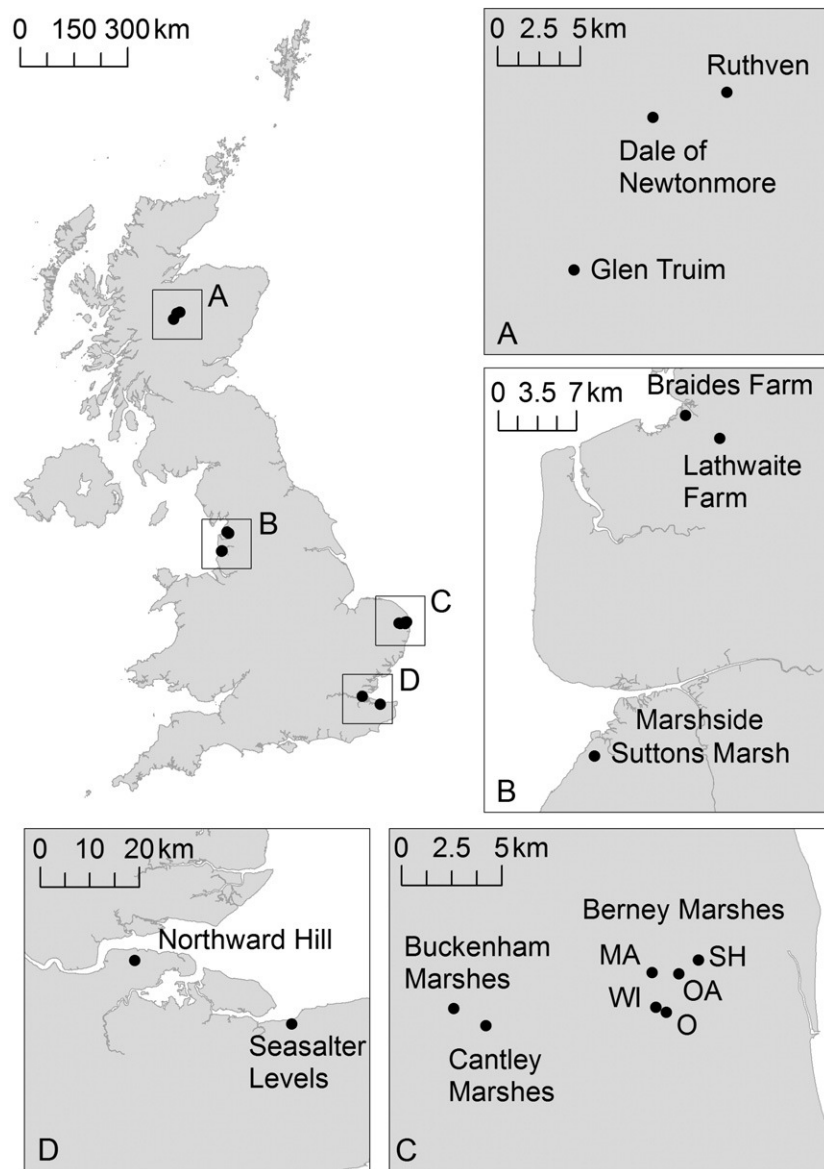 0 150 300 km
A
B
C
D
0 2.5 5 km
Ruthven
Dale of
Newtonmore
Glen Truim
A
0 3.5 7 km
Braides Farm
Lathwaite
Farm
Marshside
Suttons Marsh
B
0 10 20 km
Northward Hill
Seasalter
Levels
D
0 2.5 5 km
Berney Marshes
Buckenham
Marshes
MA
SH
OA
WI
O
Cantley
Marshes
C